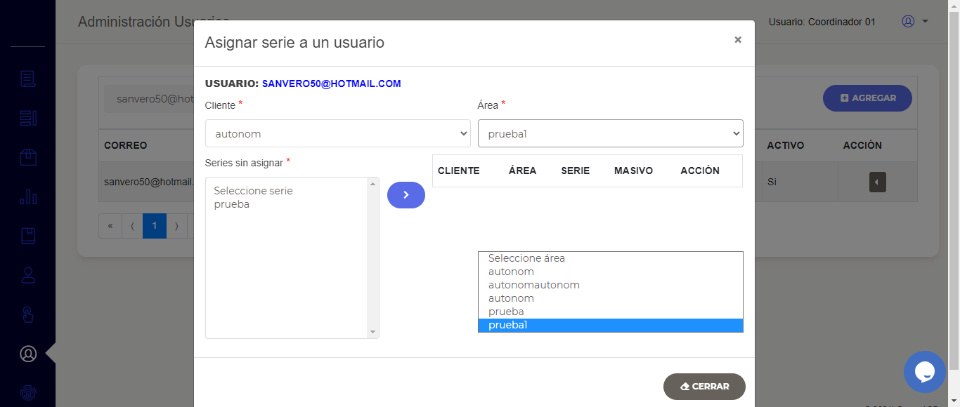 Administración Usuarios
Usuario: Coordinador 01
Asignar serie a un usuario
×
USUARIO: SANVERO50@HOTMAIL.COM
Cliente *
Área *
autonom
prueba1
sanvero50@hot
AGREGAR
CORREO
ACTIVO
ACCIÓN
Series sin asignar *
CLIENTE ÁREA SERIE MASIVO ACCIÓN
Seleccione serie
prueba
sanvero50@hotmail.
Si
« ⟨ 1 ⟩
Seleccione área
autonom
autonomautonom
autonom
prueba
prueba1
CERRAR